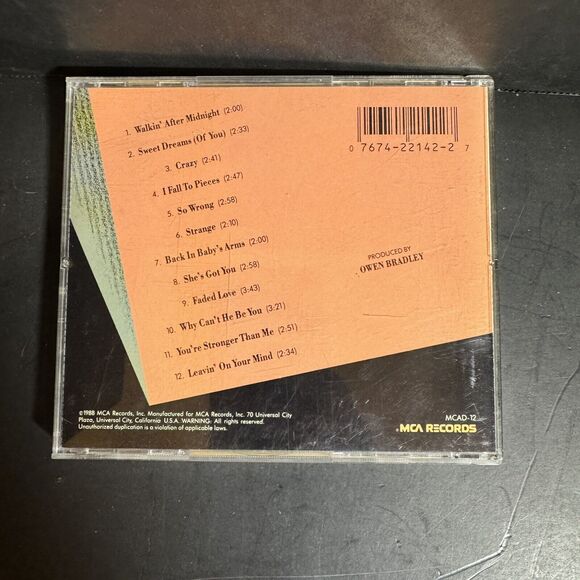 1. Walkin' After Midnight (2:00)
2. Sweet Dreams (Of You) (2:33)
3. Crazy (2:41)
4. I Fall To Pieces (2:47)
5. So Wrong (2:58)
6. Strange (2:10)
7. Back In Baby's Arms (2:00)
8. She's Got You (2:58)
9. Faded Love (3:43)
10. Why Can't He Be You (3:21)
11. You're Stronger Than Me (2:51)
12. Leavin' On Your Mind (2:34)
0 7674-22142-2 7
PRODUCED BY
OWEN BRADLEY
©1988 MCA Records, Inc. Manufactured for MCA Records, Inc. 70 Universal City
Plaza, Universal City, California U.S.A. WARNING: All rights reserved.
Unauthorized duplication is a violation of applicable laws.
MCAD-12
.MCA RECORDS